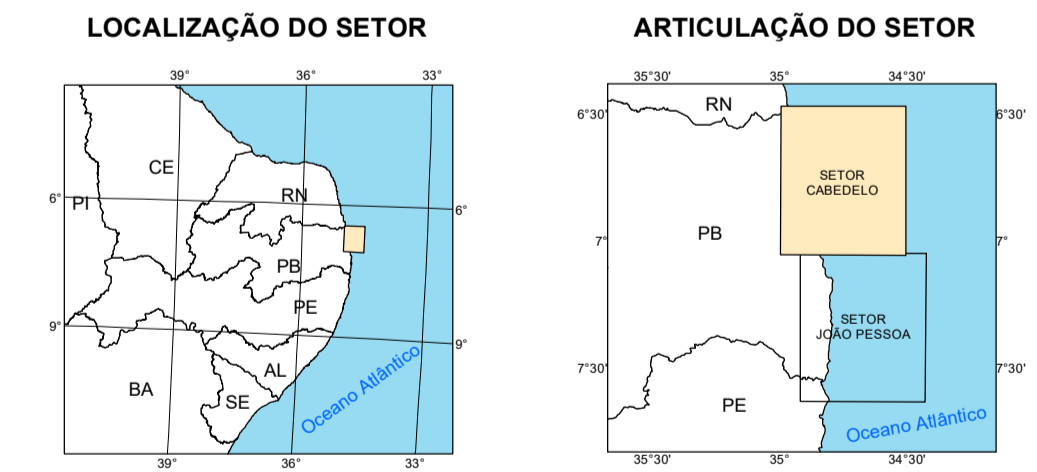 LOCALIZAÇÃO DO SETOR
39° 36° 33°
CE
RN
6° PI 6°
PB
PE
9° 9°
AL
BA
SE
Oceano Atlântico
39° 36° 33°
ARTICULAÇÃO DO SETOR
35°30' 35° 34°30'
RN
6°30' 6°30'
SETOR
CABEDELO
PB
7° 7°
SETOR
JOÃO PESSOA
7°30' 7°30'
PE
Oceano Atlântico
35°30' 35° 34°30'